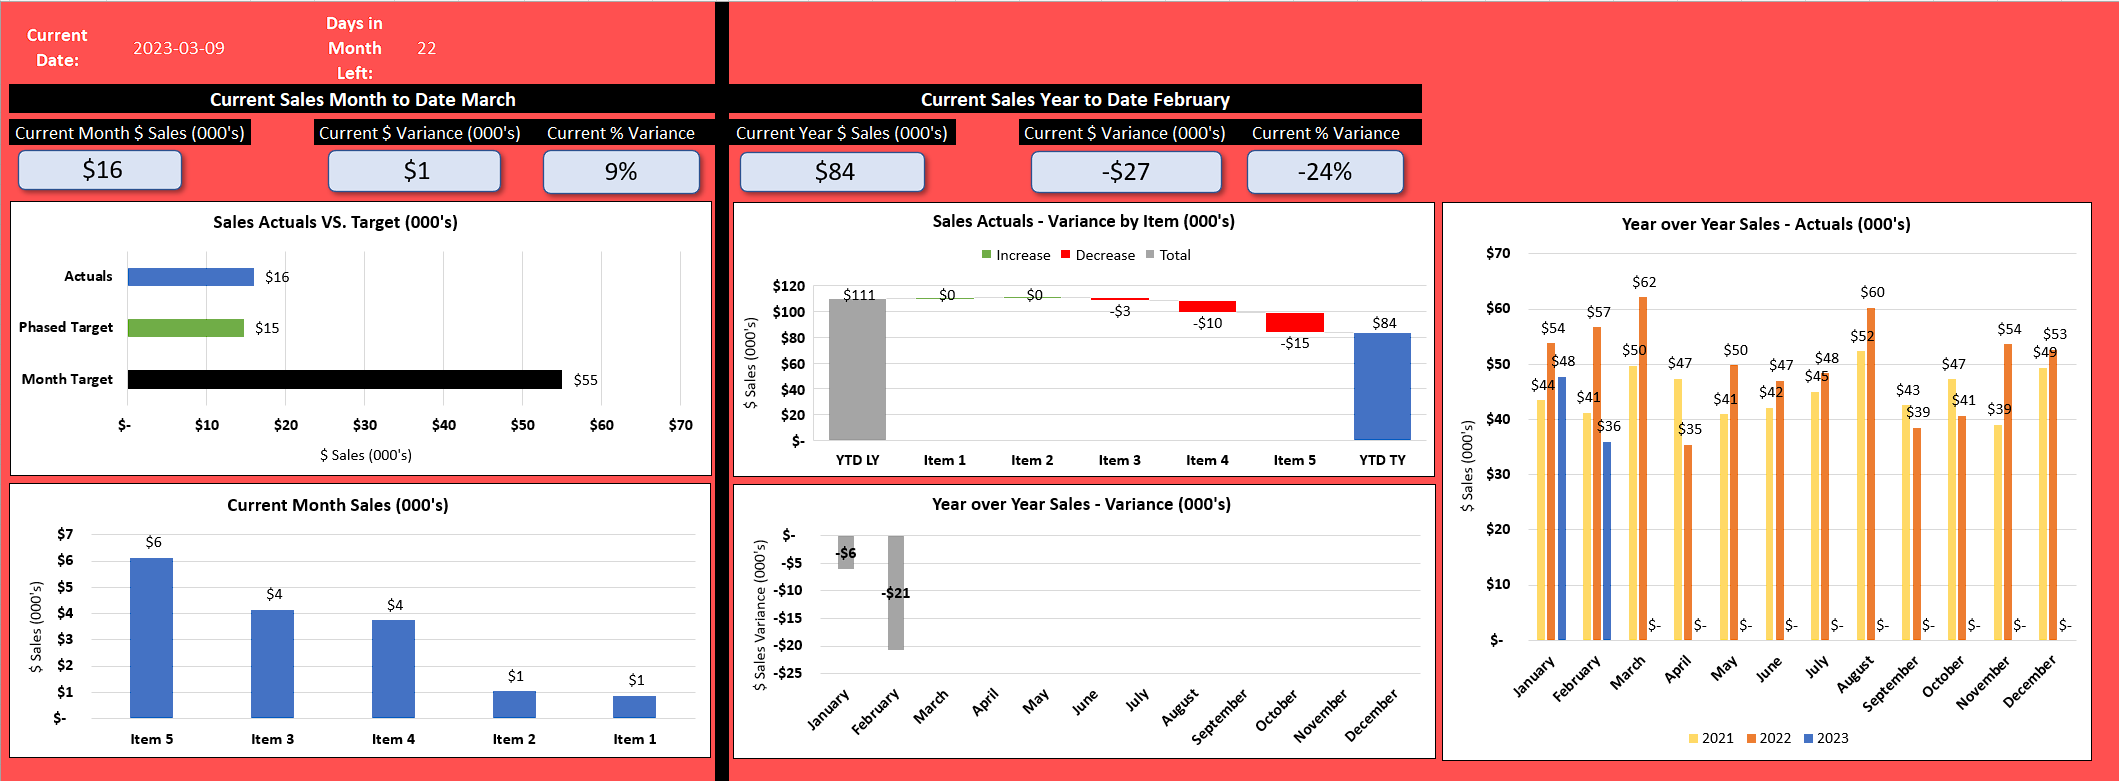 Current Date:
2023-03-09
Days in Month Left:
22
Current Sales Month to Date March
Current Sales Year to Date February
Current Month $ Sales (000's)
Current $ Variance (000's)
Current % Variance
Current Year $ Sales (000's)
Current $ Variance (000's)
Current % Variance
$16
$1
9%
$84
-$27
-24%
Sales Actuals VS. Target (000's)
Actuals
$16
Phased Target
$15
Month Target
$55
$- $10 $20 $30 $40 $50 $60 $70
$ Sales (000's)
Current Month Sales (000's)
$ Sales (000's)
$7
$6
$5
$4
$3
$2
$1
$-
$6 $4 $4 $1 $1
Item 5 Item 3 Item 4 Item 2 Item 1
Sales Actuals - Variance by Item (000's)
Increase Decrease Total
$ Sales (000's)
$120
$100
$80
$60
$40
$20
$-
$111 $0 $0 -$3 -$10 -$15 $84
YTD LY Item 1 Item 2 Item 3 Item 4 Item 5 YTD TY
Year over Year Sales - Variance (000's)
$ Sales Variance (000's)
$-
-$5
-$10
-$15
-$20
-$25
-$6
-$21
January February March April May June July August September October November December
Year over Year Sales - Actuals (000's)
$ Sales (000's)
$70
$60
$50
$40
$30
$20
$10
$-
$44 $54 $48
$41 $57 $36
$50 $62 $-
$47 $35 $-
$41 $50 $-
$42 $47 $-
$45 $48 $-
$52 $60 $-
$43 $39 $-
$47 $41 $-
$39 $54 $-
$49 $53 $-
January February March April May June July August September October November December
2021 2022 2023